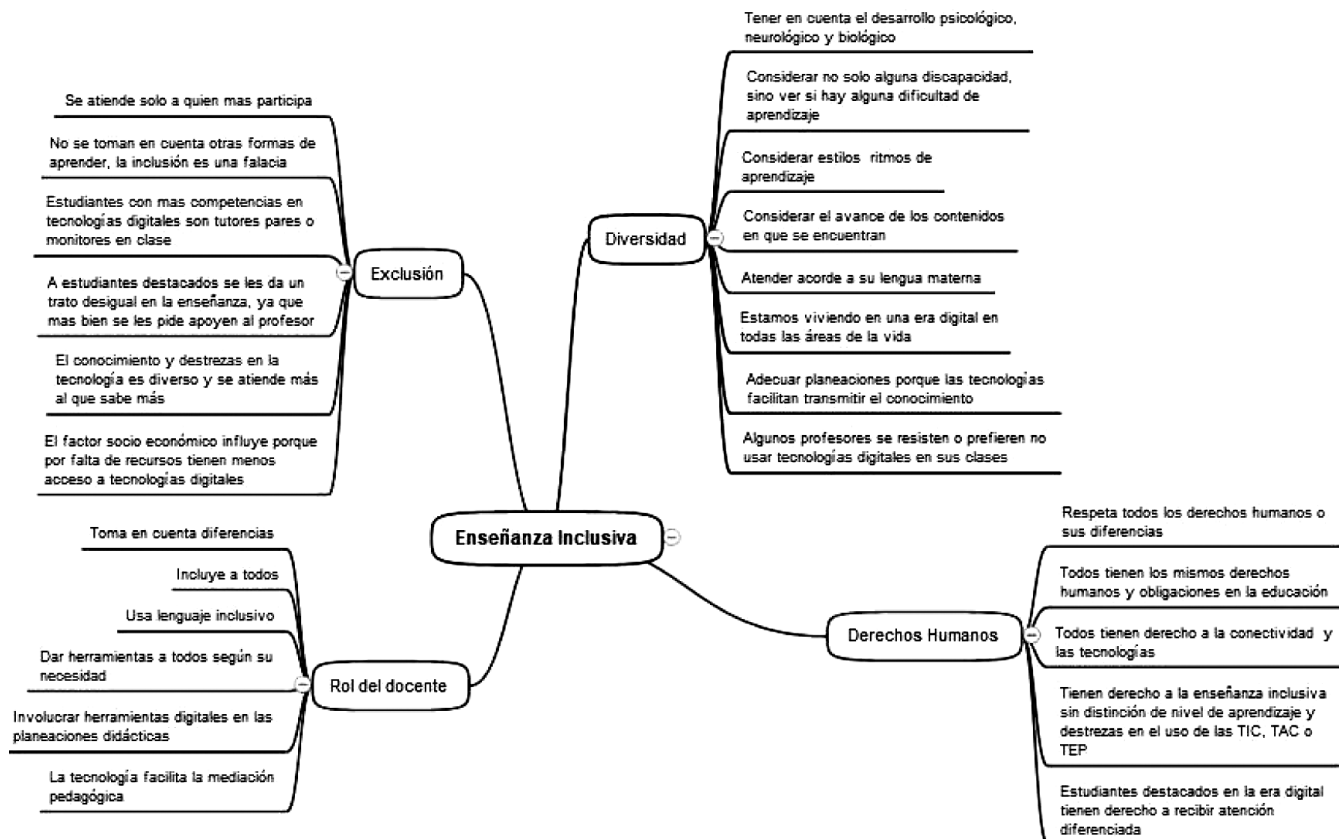 Enseñanza Inclusiva
Exclusión
Se atiende solo a quien mas participa
No se toman en cuenta otras formas de
aprender, la inclusión es una falacia
Estudiantes con mas competencias en
tecnologías digitales son tutores pares o
monitores en clase
A estudiantes destacados se les da un
trato desigual en la enseñanza, ya que
mas bien se les pide apoyen al profesor
El conocimiento y destrezas en la
tecnología es diverso y se atiende más
al que sabe más
El factor socio económico influye porque
por falta de recursos tienen menos
acceso a tecnologías digitales
Diversidad
Tener en cuenta el desarrollo psicológico,
neurológico y biológico
Considerar no solo alguna discapacidad,
sino ver si hay alguna dificultad de
aprendizaje
Considerar estilos ritmos de
aprendizaje
Considerar el avance de los contenidos
en que se encuentran
Atender acorde a su lengua materna
Estamos viviendo en una era digital en
todas las áreas de la vida
Adecuar planeaciones porque las tecnologías
facilitan transmitir el conocimiento
Algunos profesores se resisten o prefieren no
usar tecnologías digitales en sus clases
Rol del docente
Toma en cuenta diferencias
Incluye a todos
Usa lenguaje inclusivo
Dar herramientas a todos según su
necesidad
Involucrar herramientas digitales en las
planeaciones didácticas
La tecnología facilita la mediación
pedagógica
Derechos Humanos
Respeta todos los derechos humanos o
sus diferencias
Todos tienen los mismos derechos
humanos y obligaciones en la educación
Todos tienen derecho a la conectividad y
las tecnologías
Tienen derecho a la enseñanza inclusiva
sin distinción de nivel de aprendizaje y
destrezas en el uso de las TIC, TAC o
TEP
Estudiantes destacados en la era digital
tienen derecho a recibir atención
diferenciada